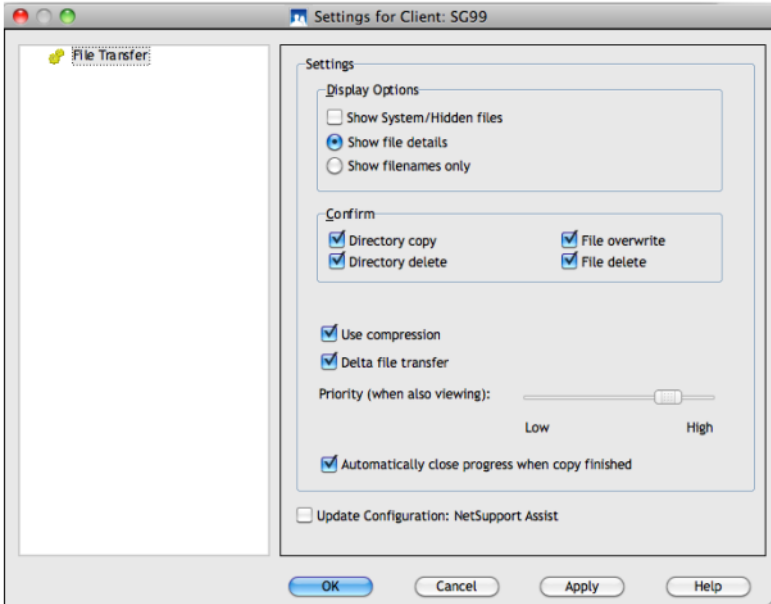 Settings for Client: SG99
File Transfer
Settings
Display Options
Show System/Hidden files
Show file details
Show filenames only
Confirm
Directory copy File overwrite
Directory delete File delete
Use compression
Delta file transfer
Priority (when also viewing):
Low High
Automatically close progress when copy finished
Update Configuration: NetSupport Assist
OK Cancel Apply Help